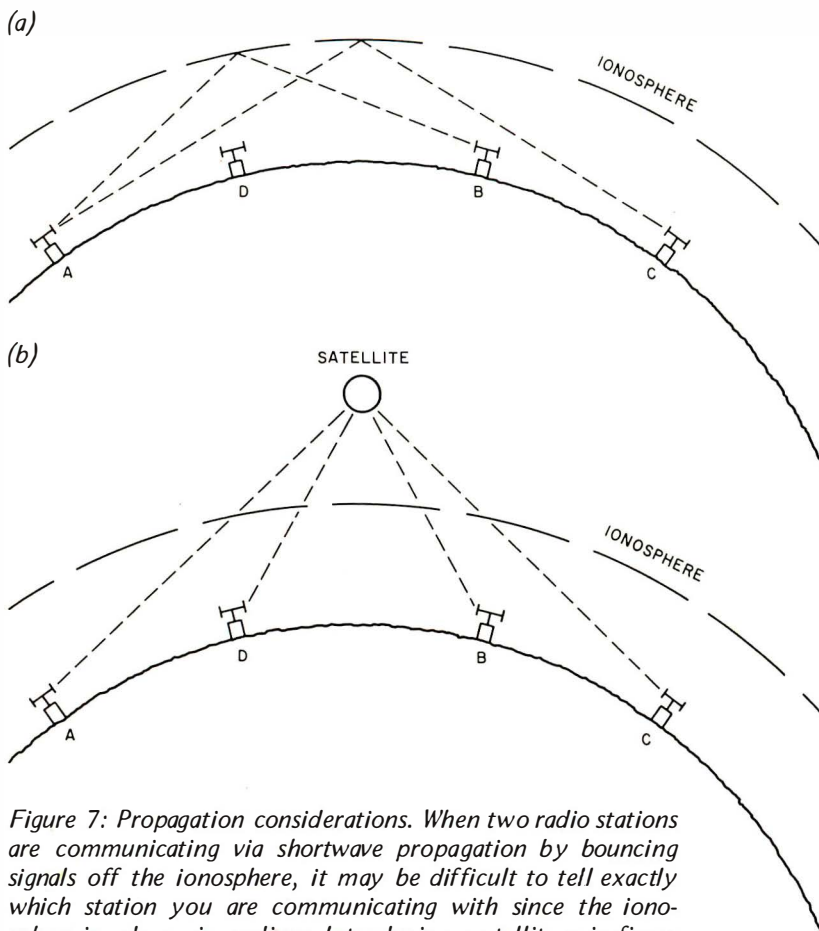 (a)
IONOSPHERE
D
B
A
C
(b)
SATELLITE
IONOSPHERE
D
B
A
C
Figure 7: Propagation considerations. When two radio stations
are communicating via shortwave propagation by bouncing
signals off the ionosphere, it may be difficult to tell exactly
which station you are communicating with since the iono-